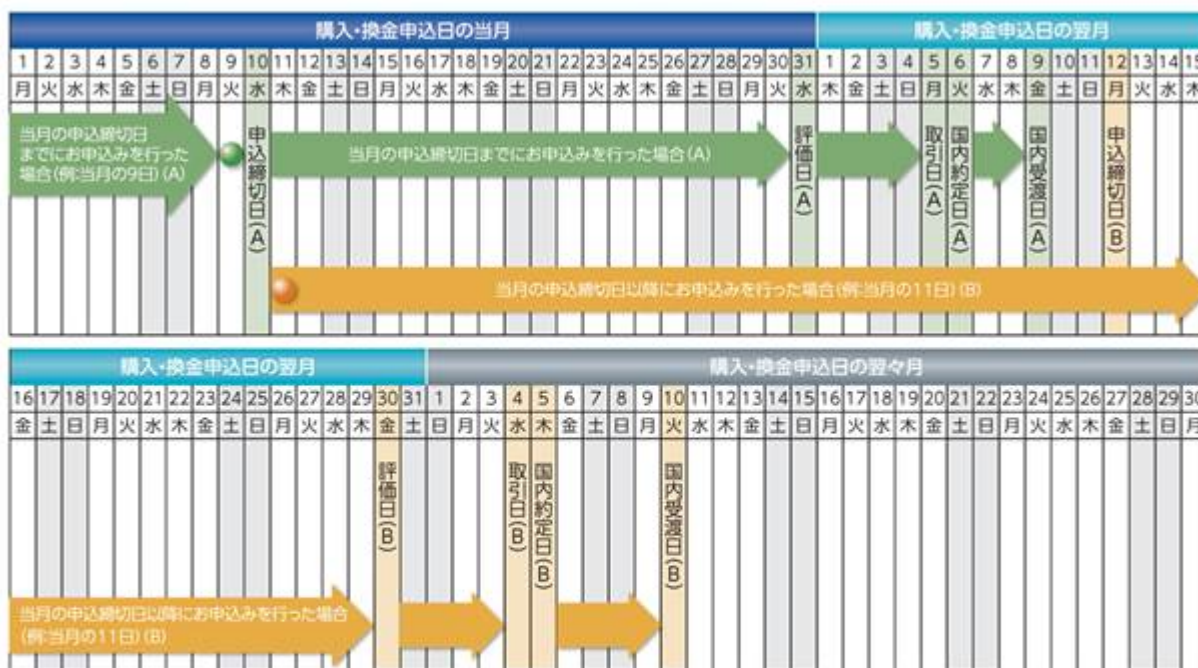 購入・換金申込日の当月 購入・換金申込日の翌月
1 2 3 4 5 6 7 8 9 10 11 12 13 14 15 16 17 18 19 20 21 22 23 24 25 26 27 28 29 30 31 1 2 3 4 5 6 7 8 9 10 11 12 13 14 15
月 火 水 木 金 土 日 月 火 水 木 金 土 日 月 火 水 木 金 土 日 月 火 水 木 金 土 日 月 火 水 木 金 土 日 月 火 水 木 金 土 日 月 火 水 木
当月の申込締切日
までにお申込みを行った
場合(例:当月の9日)(A)
申込締切日(A)
当月の申込締切日までにお申込みを行った場合(A)
評価日(A)
取引日(A)
国内約定日(A)
国内受渡日(A)
申込締切日(B)
当月の申込締切日以降にお申込みを行った場合(例:当月の11日)(B)
購入・換金申込日の翌月 購入・換金申込日の翌々月
16 17 18 19 20 21 22 23 24 25 26 27 28 29 30 31 1 2 3 4 5 6 7 8 9 10 11 12 13 14 15 16 17 18 19 20 21 22 23 24 25 26 27 28 29 30
金 土 日 月 火 水 木 金 土 日 月 火 水 木 金 土 日 月 火 水 木 金 土 日 月 火 水 木 金 土 日 月 火 水 木 金 土 日 月 火 水 木 金 土 日 月
評価日(B)
取引日(B)
国内約定日(B)
国内受渡日(B)
当月の申込締切日以降にお申込みを行った場合
(例:当月の11日)(B)